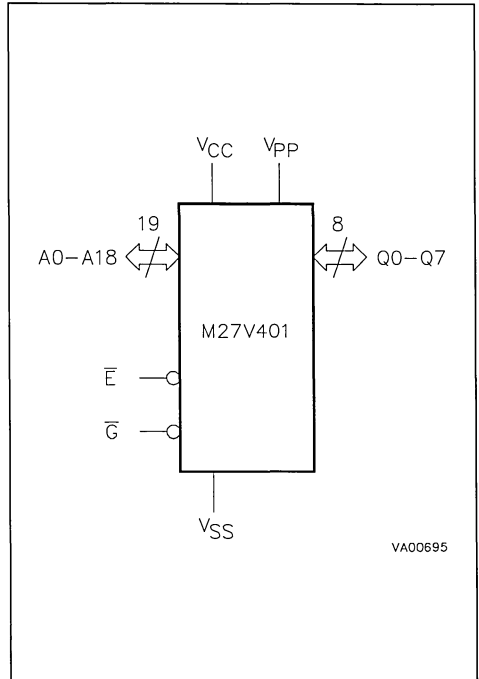 VCC VPP
19 8
A0–A18 Q0–Q7
M27V401
E̅
G̅
VSS
VA00695